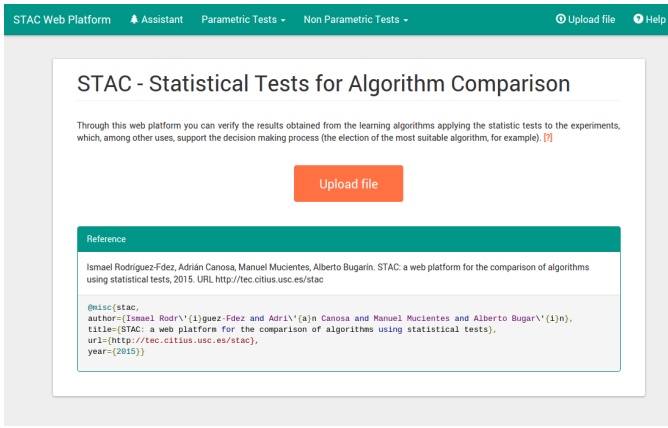 STAC Web Platform Assistant Parametric Tests Non Parametric Tests Upload file Help
STAC - Statistical Tests for Algorithm Comparison
Through this web platform you can verify the results obtained from the learning algorithms applying the statistic tests to the experiments,
which, among other uses, support the decision making process (the election of the most suitable algorithm, for example). [?]
Upload file
Reference
Ismael Rodríguez-Fdez, Adrián Canosa, Manuel Mucientes, Alberto Bugarín. STAC: a web platform for the comparison of algorithms
using statistical tests, 2015. URL http://tec.citius.usc.es/stac
@misc{stac,
author={Ismael Rodr\'{i}guez-Fdez and Adri\'{a}n Canosa and Manuel Mucientes and Alberto Bugar\'{i}n},
title={STAC: a web platform for the comparison of algorithms using statistical tests},
url={http://tec.citius.usc.es/stac},
year={2015}}